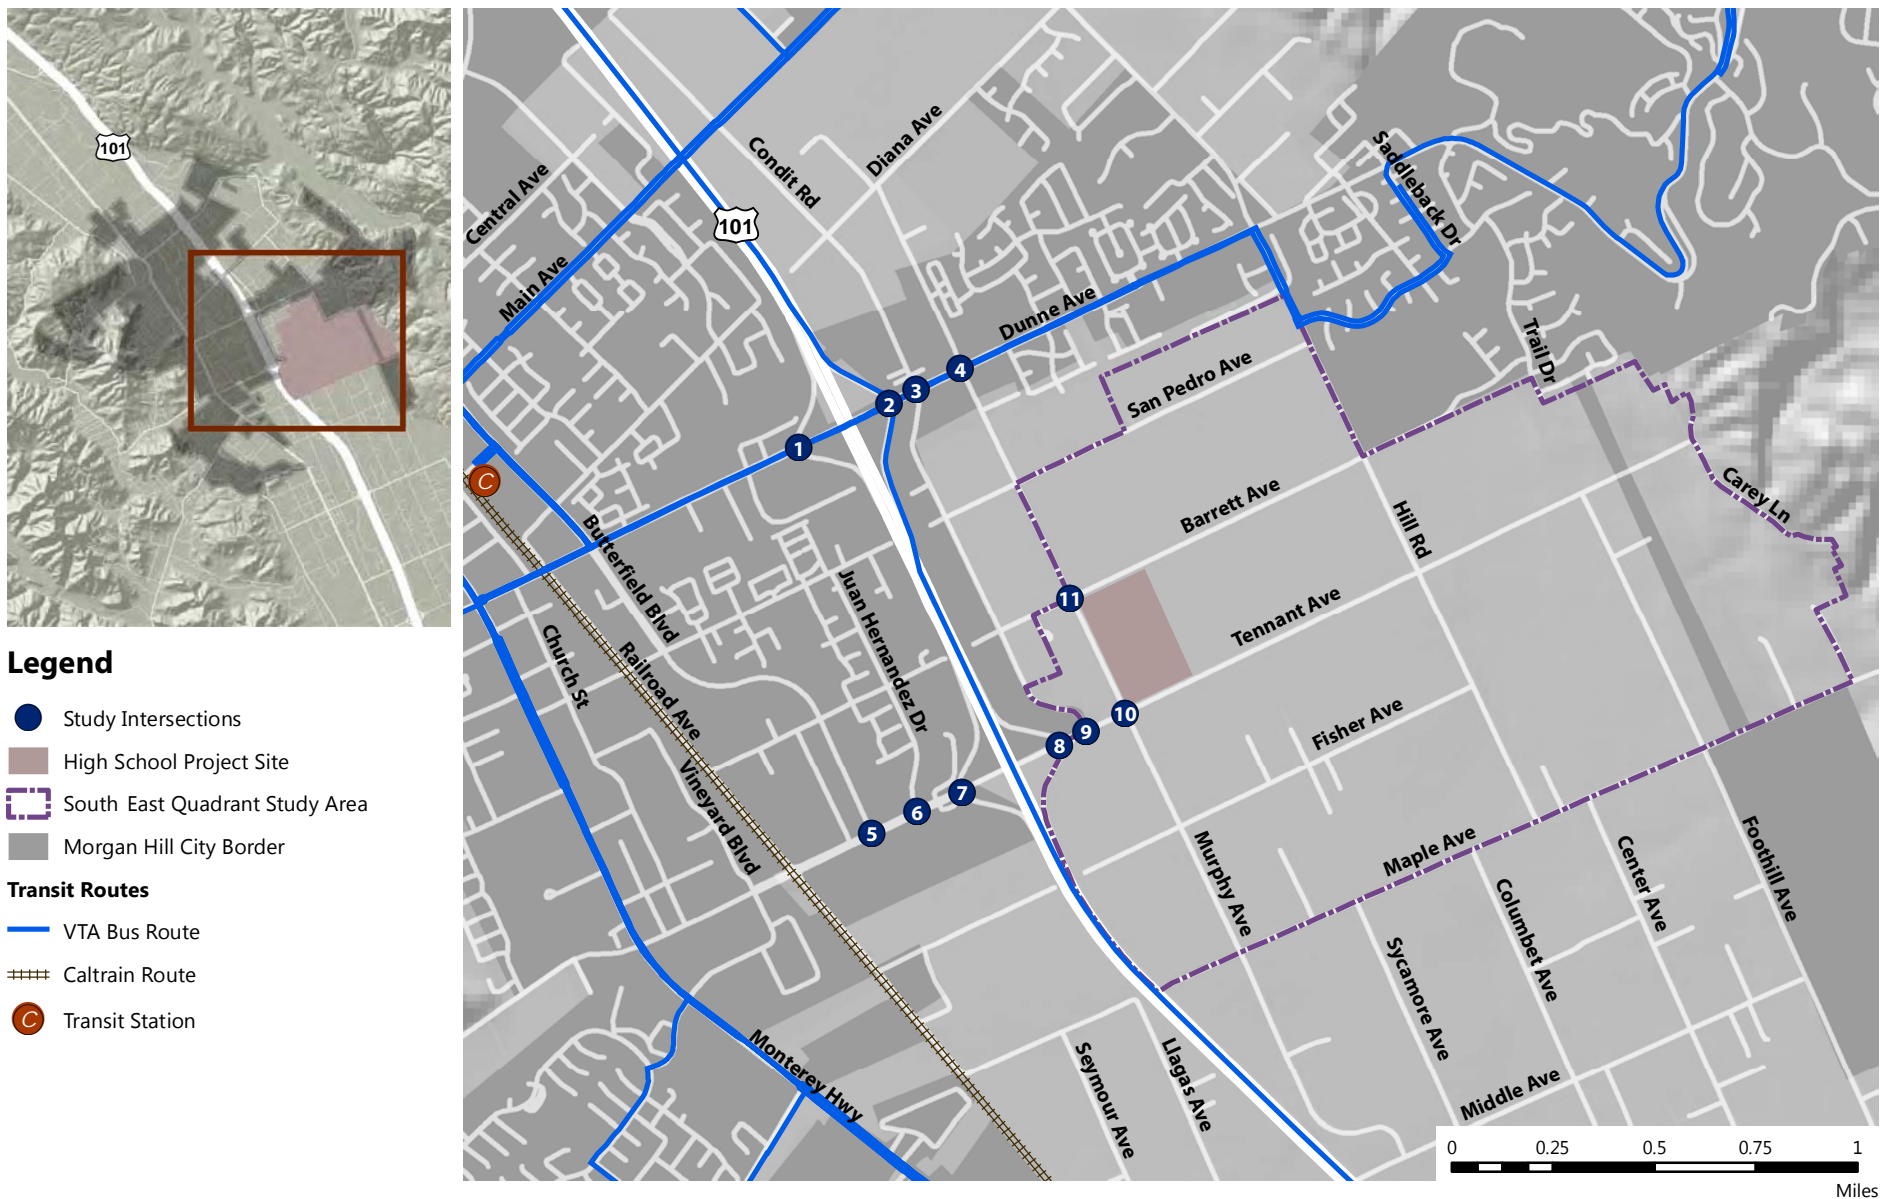 101
Legend
Study Intersections
High School Project Site
South East Quadrant Study Area
Morgan Hill City Border
Transit Routes
VTA Bus Route
Caltrain Route
C
Transit Station
Central Ave
Main Ave
Condit Rd
Diana Ave
101
Saddleback Dr
Dunne Ave
Trail Dr
San Pedro Ave
1
2
3
4
C
Butterfield Blvd
Barrett Ave
Hill Rd
Carey Ln
Juan Hernandez Dr
Church St
Railroad Ave
11
Tennant Ave
10
9
8
Fisher Ave
7
6
5
Vineyard Blvd
Murphy Ave
Maple Ave
Sycamore Ave
Columbet Ave
Center Ave
Foothill Ave
Monterey Hwy
Seymour Ave
Llagas Ave
Middle Ave
0 0.25 0.5 0.75 1
Miles